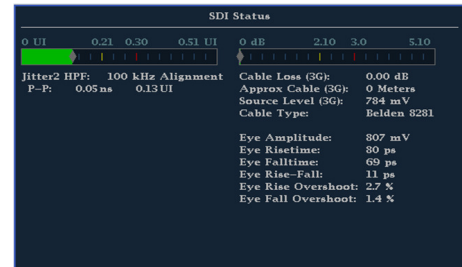 SDI Status
0 UI 0.21 0.30 0.51 UI
0 dB 2.10 3.0 5.10
Jitter2 HPF: 100 kHz Alignment
P-P: 0.05 ns 0.13 UI
Cable Loss (3G): 0.00 dB
Approx Cable (3G): 0 Meters
Source Level (3G): 784 mV
Cable Type: Belden 8281
Eye Amplitude: 807 mV
Eye Risetime: 80 ps
Eye Falltime: 69 ps
Eye Rise-Fall: 11 ps
Eye Rise Overshoot: 2.7 %
Eye Fall Overshoot: 1.4 %